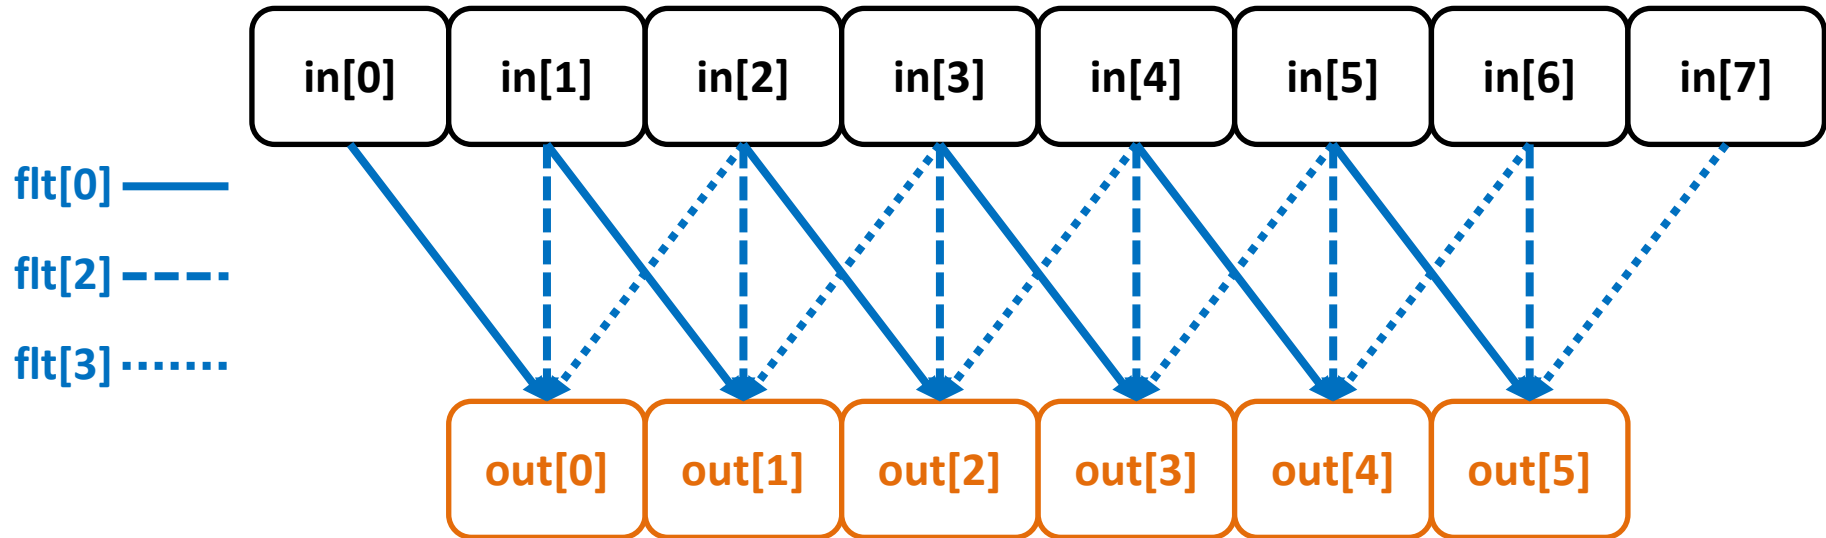 in[0] in[1] in[2] in[3] in[4] in[5] in[6] in[7]
flt[0]
flt[2]
flt[3]
out[0] out[1] out[2] out[3] out[4] out[5]